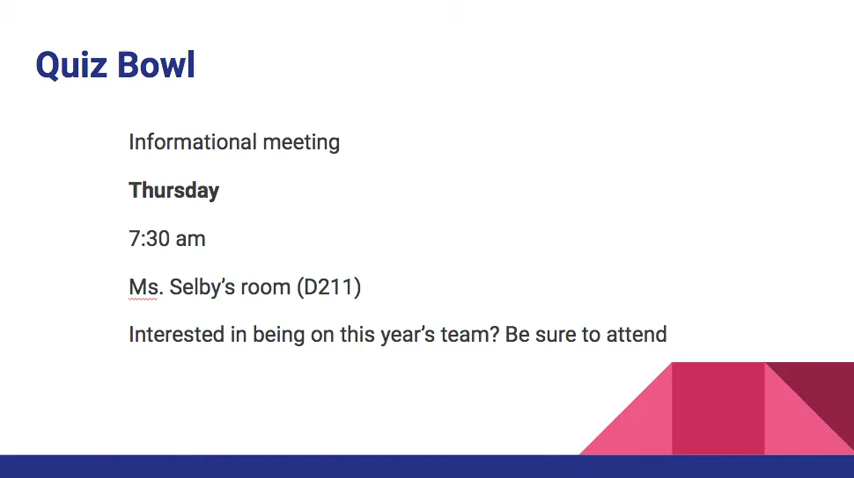 Quiz Bowl
Informational meeting
Thursday
7:30 am
Ms. Selby’s room (D211)
Interested in being on this year’s team? Be sure to attend